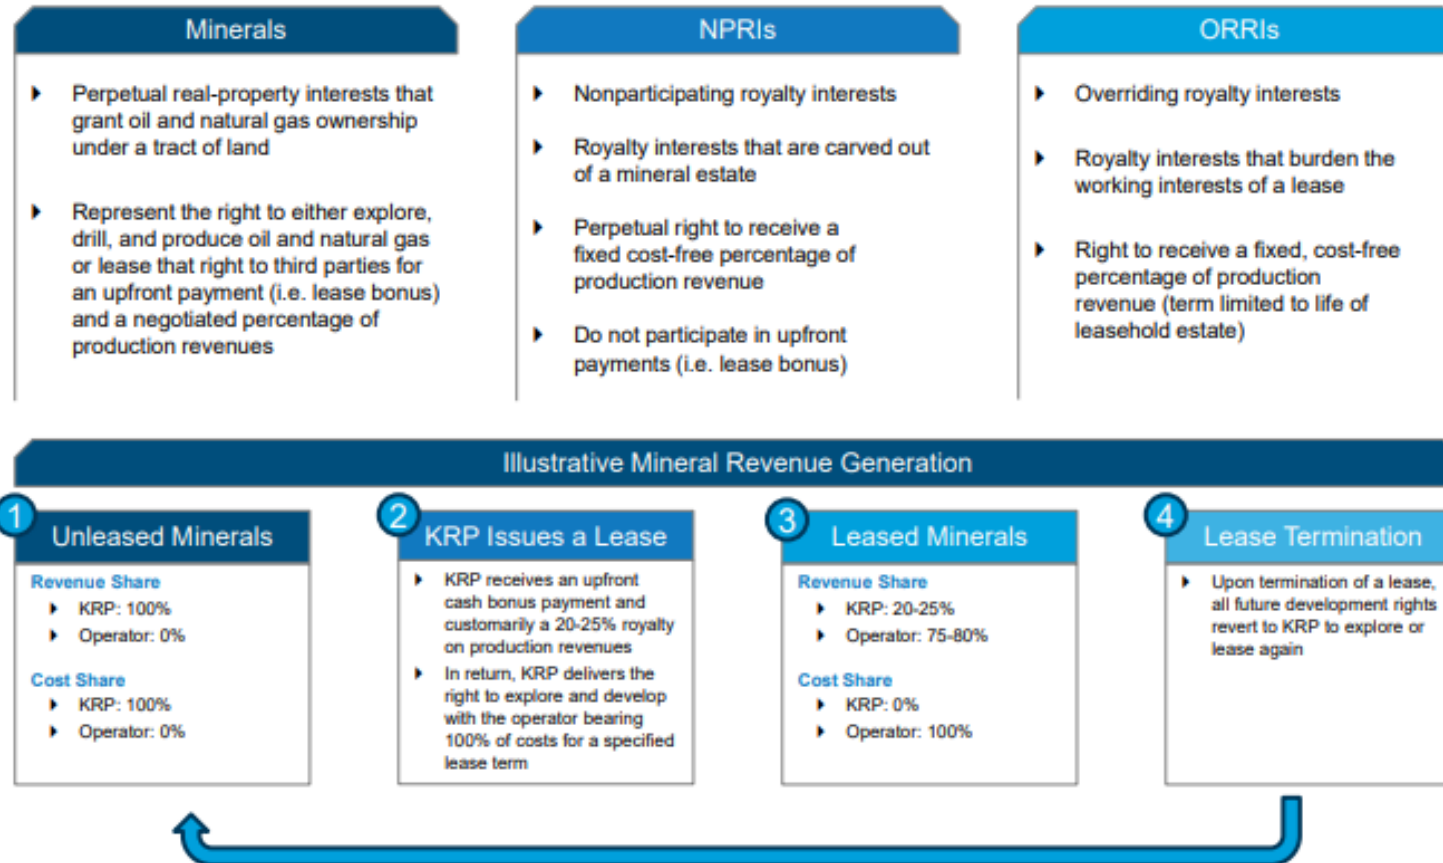 Minerals
Perpetual real-property interests that
grant oil and natural gas ownership
under a tract of land
Represent the right to either explore,
drill, and produce oil and natural gas
or lease that right to third parties for
an upfront payment (i.e. lease bonus)
and a negotiated percentage of
production revenues
NPRIs
Nonparticipating royalty interests
Royalty interests that are carved out
of a mineral estate
Perpetual right to receive a
fixed cost-free percentage of
production revenue
Do not participate in upfront
payments (i.e. lease bonus)
ORRIs
Overriding royalty interests
Royalty interests that burden the
working interests of a lease
Right to receive a fixed, cost-free
percentage of production
revenue (term limited to life of
leasehold estate)
Illustrative Mineral Revenue Generation
1
Unleased Minerals
Revenue Share
KRP: 100%
Operator: 0%
Cost Share
KRP: 100%
Operator: 0%
2
KRP Issues a Lease
KRP receives an upfront
cash bonus payment and
customarily a 20-25% royalty
on production revenues
In return, KRP delivers the
right to explore and develop
with the operator bearing
100% of costs for a specified
lease term
3
Leased Minerals
Revenue Share
KRP: 20-25%
Operator: 75-80%
Cost Share
KRP: 0%
Operator: 100%
4
Lease Termination
Upon termination of a lease,
all future development rights
revert to KRP to explore or
lease again